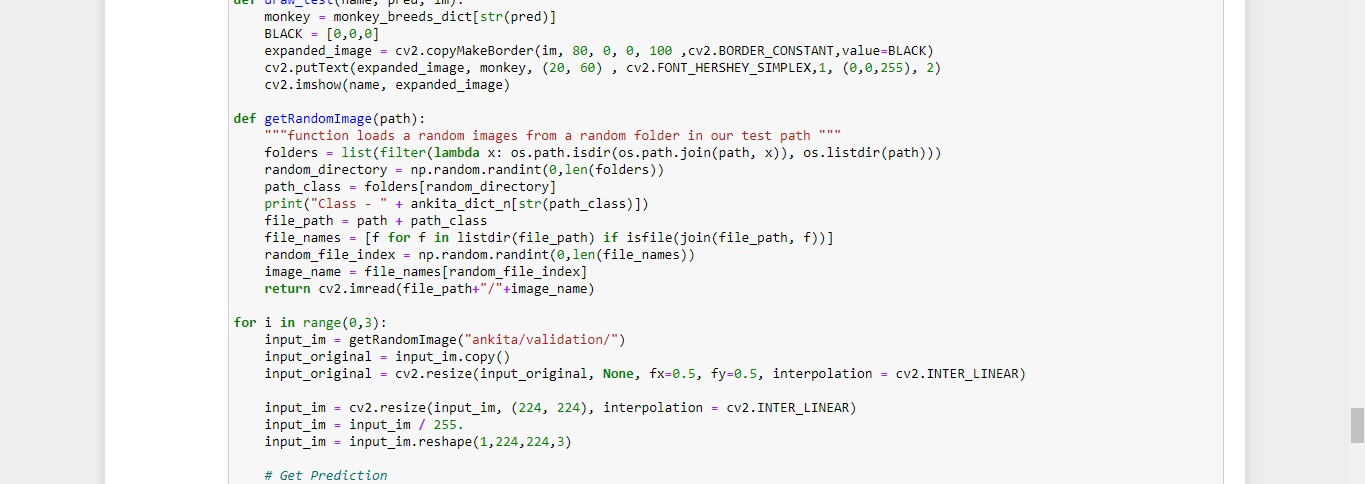 def draw_test(name, pred, im):
    monkey = monkey_breeds_dict[str(pred)]
    BLACK = [0,0,0]
    expanded_image = cv2.copyMakeBorder(im, 80, 0, 0, 100 ,cv2.BORDER_CONSTANT,value=BLACK)
    cv2.putText(expanded_image, monkey, (20, 60) , cv2.FONT_HERSHEY_SIMPLEX,1, (0,0,255), 2)
    cv2.imshow(name, expanded_image)

def getRandomImage(path):
    """function loads a random images from a random folder in our test path """
    folders = list(filter(lambda x: os.path.isdir(os.path.join(path, x)), os.listdir(path)))
    random_directory = np.random.randint(0,len(folders))
    path_class = folders[random_directory]
    print("Class - " + ankita_dict_n[str(path_class)])
    file_path = path + path_class
    file_names = [f for f in listdir(file_path) if isfile(join(file_path, f))]
    random_file_index = np.random.randint(0,len(file_names))
    image_name = file_names[random_file_index]
    return cv2.imread(file_path+"/"+image_name)

for i in range(0,3):
    input_im = getRandomImage("ankita/validation/")
    input_original = input_im.copy()
    input_original = cv2.resize(input_original, None, fx=0.5, fy=0.5, interpolation = cv2.INTER_LINEAR)

    input_im = cv2.resize(input_im, (224, 224), interpolation = cv2.INTER_LINEAR)
    input_im = input_im / 255.
    input_im = input_im.reshape(1,224,224,3)

    # Get Prediction